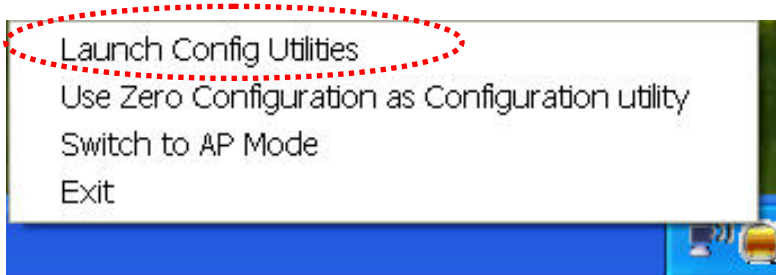 Launch Config Utilities
Use Zero Configuration as Configuration utility
Switch to AP Mode
Exit